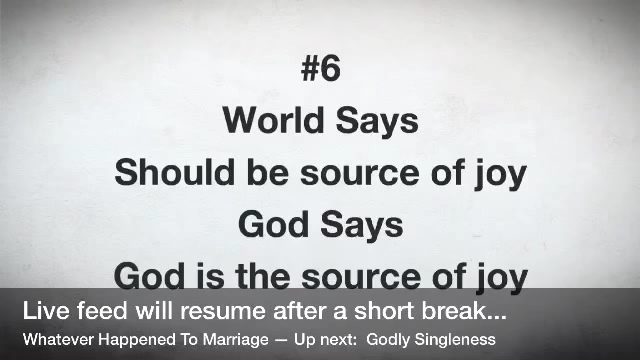 #6
World Says
Should be source of joy
God Says
God is the source of joy
Live feed will resume after a short break...
Whatever Happened To Marriage — Up next: Godly Singleness